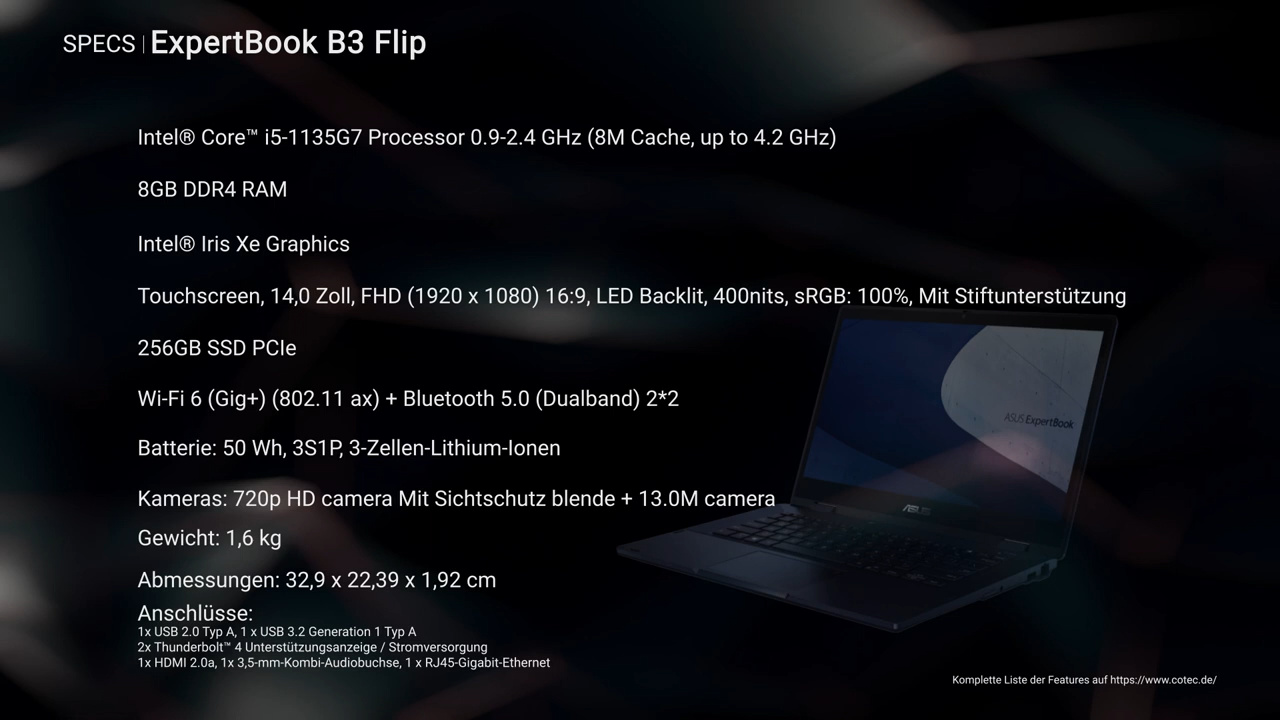 SPECS | ExpertBook B3 Flip
Intel® Core™ i5-1135G7 Processor 0.9-2.4 GHz (8M Cache, up to 4.2 GHz)
8GB DDR4 RAM
Intel® Iris Xe Graphics
Touchscreen, 14,0 Zoll, FHD (1920 x 1080) 16:9, LED Backlit, 400nits, sRGB: 100%, Mit Stiftunterstützung
256GB SSD PCIe
Wi-Fi 6 (Gig+) (802.11 ax) + Bluetooth 5.0 (Dualband) 2*2
ASUS ExpertBook
Batterie: 50 Wh, 3S1P, 3-Zellen-Lithium-Ionen
Kameras: 720p HD camera Mit Sichtschutz blende + 13.0M camera
ASUS
Gewicht: 1,6 kg
Abmessungen: 32,9 x 22,39 x 1,92 cm
Anschlüsse:
1x USB 2.0 Typ A, 1 x USB 3.2 Generation 1 Typ A
2x Thunderbolt™ 4 Unterstützungsanzeige / Stromversorgung
1x HDMI 2.0a, 1x 3,5-mm-Kombi-Audiobuchse, 1 x RJ45-Gigabit-Ethernet
Komplette Liste der Features auf https://www.cotec.de/